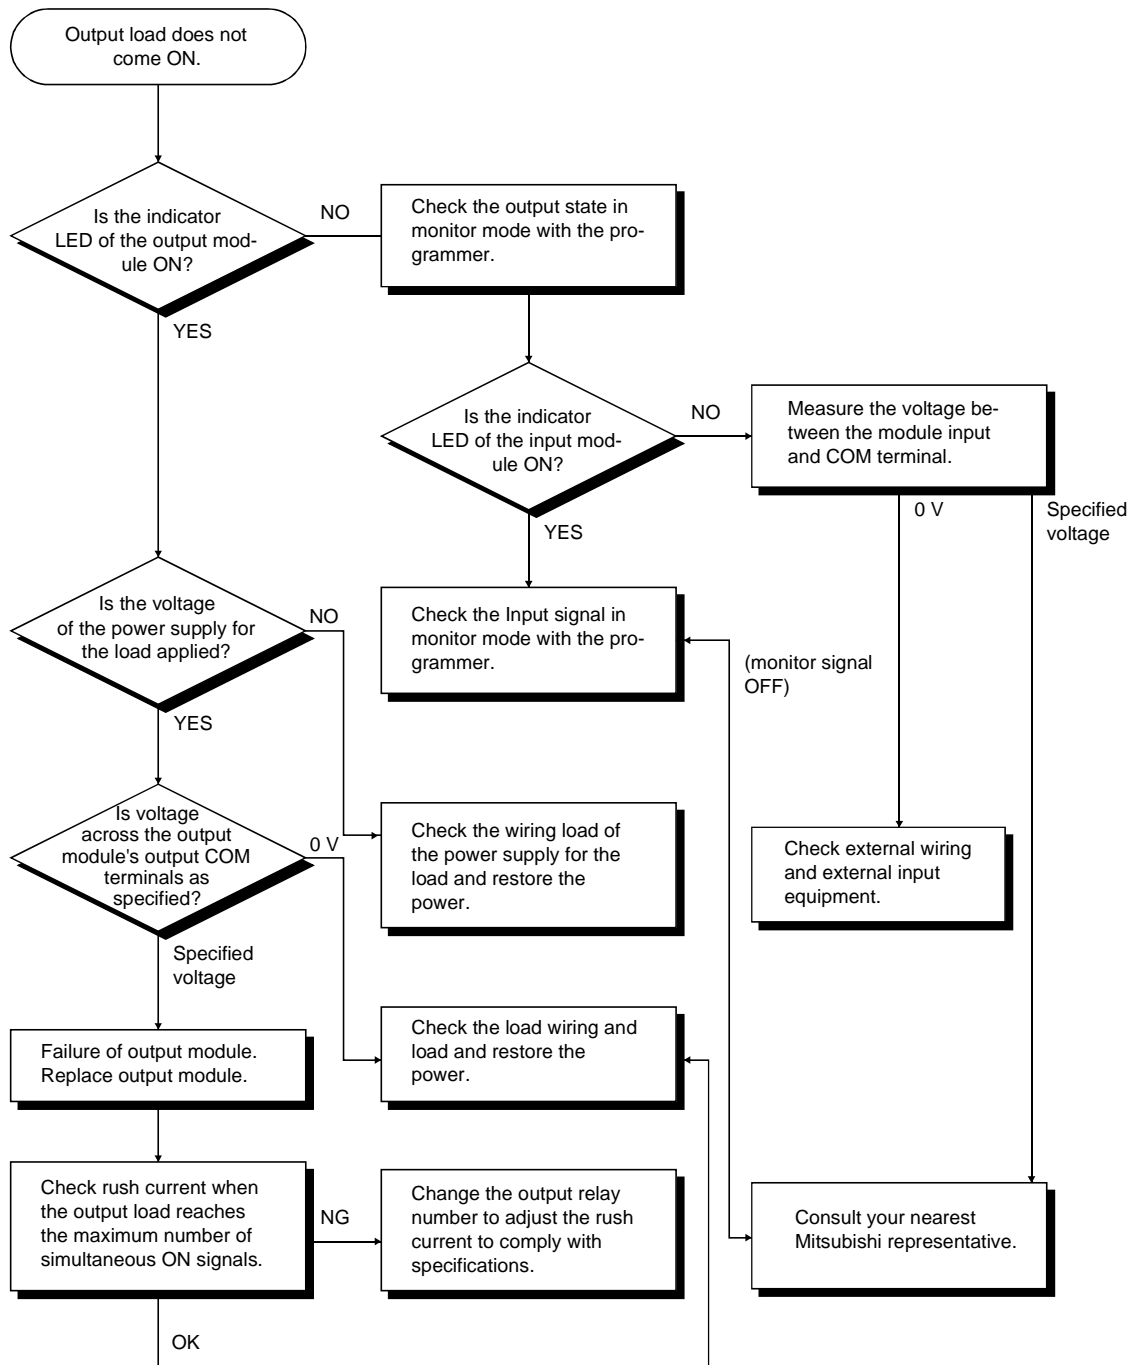 Output load does not
come ON.
Is the indicator
LED of the output mod-
ule ON?
NO
Check the output state in
monitor mode with the pro-
grammer.
YES
Is the indicator
LED of the input mod-
ule ON?
NO
Measure the voltage be-
tween the module input
and COM terminal.
YES
0 V
Specified
voltage
Is the voltage
of the power supply for
the load applied?
NO
Check the Input signal in
monitor mode with the pro-
grammer.
(monitor signal
OFF)
YES
Is voltage
across the output
module's output COM
terminals as
specified?
0 V
Check the wiring load of
the power supply for the
load and restore the
power.
Check external wiring
and external input
equipment.
Specified
voltage
Failure of output module.
Replace output module.
Check the load wiring and
load and restore the
power.
Check rush current when
the output load reaches
the maximum number of
simultaneous ON signals.
NG
Change the output relay
number to adjust the rush
current to comply with
specifications.
Consult your nearest
Mitsubishi representative.
OK